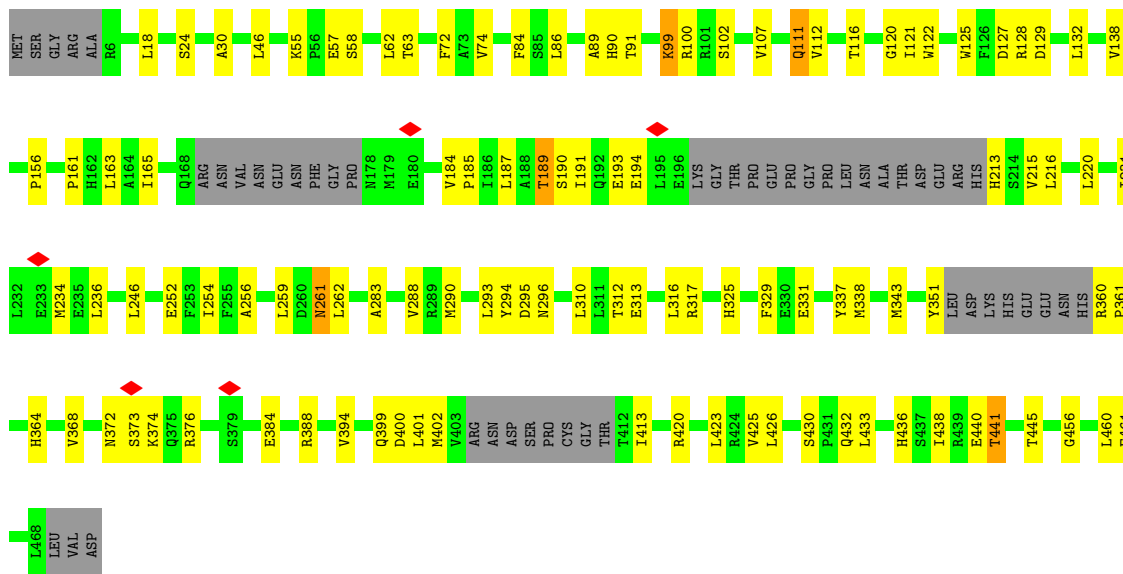 MET SER GLY ARG ALA R6 L18 S24 A30 L46 K55 P56 E57 S58 L62 T63 F72 A73 V74 F84 S85 L86 A89 H90 T91 K99 R100 R101 S102 V107 Q111 V112 T116 G120 I121 W122 W125 F126 D127 R128 D129 L132 V138
P156 P161 H162 L163 A164 I165 Q168 ARG ASN VAL ASN GLU ASN PHE GLY PRO N178 M179 E180 V184 P185 I186 L187 A188 T189 S190 I191 Q192 E193 E194 L195 E196 LYS GLY THR PRO GLU PRO GLY PRO LEU ASN ALA THR ASP GLU ARG HIS H213 S214 V215 L216 L220
L232 E233 M234 E235 L236 L246 E252 F253 I254 F255 A256 L259 D260 N261 L262 A283 V288 R289 M290 L293 Y294 D295 N296 L310 L311 T312 E313 L316 R317 H325 F329 E330 E331 Y337 M338 M343 Y351 LEU ASP LYS HIS GLU GLU ASN HIS R360 P361
H364 V368 N372 S373 K374 Q375 R376 S379 E384 R388 V394 Q399 D400 L401 M402 V403 ARG ASN ASP SER PRO CYS GLY THR T412 I413 R420 L423 R424 V425 L426 S430 P431 Q432 L433 H436 S437 I438 R439 E440 T441 T445 G456 L460
L468 LEU VAL ASP